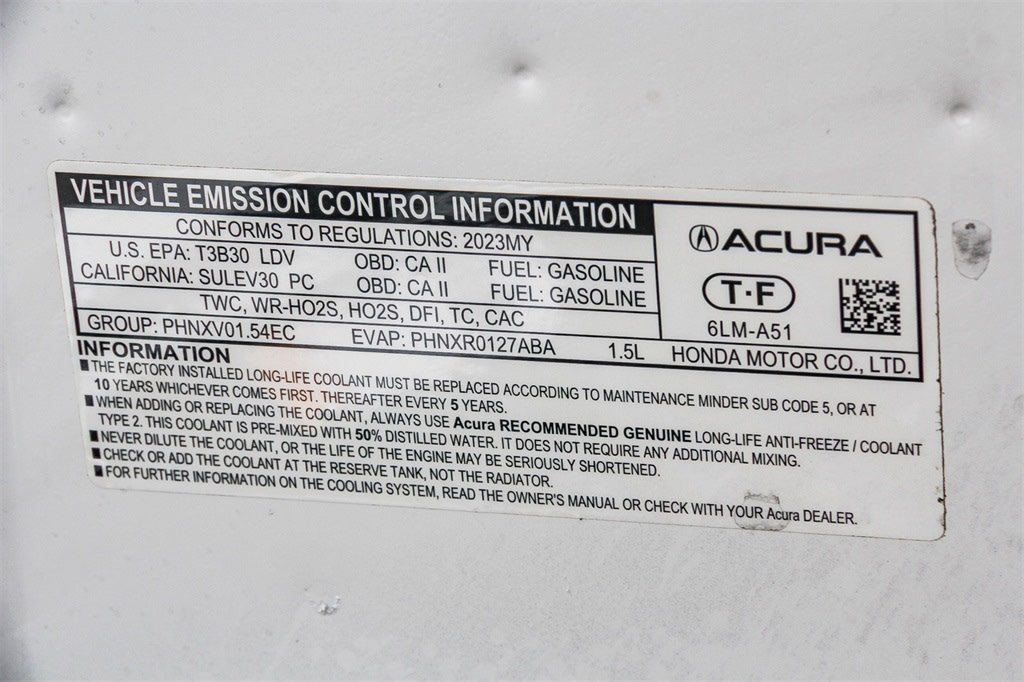 VEHICLE EMISSION CONTROL INFORMATION
CONFORMS TO REGULATIONS: 2023MY
U.S. EPA: T3B30 LDV OBD: CA II FUEL: GASOLINE
CALIFORNIA: SULEV30 PC OBD: CA II FUEL: GASOLINE
TWC, WR-HO2S, HO2S, DFI, TC, CAC
GROUP: PHNXV01.54EC EVAP: PHNXR0127ABA 1.5L
ACURA
T·F
6LM-A51
HONDA MOTOR CO., LTD.
INFORMATION
■ THE FACTORY INSTALLED LONG-LIFE COOLANT MUST BE REPLACED ACCORDING TO MAINTENANCE MINDER SUB CODE 5, OR AT
10 YEARS WHICHEVER COMES FIRST. THEREAFTER EVERY 5 YEARS.
■ WHEN ADDING OR REPLACING THE COOLANT, ALWAYS USE Acura RECOMMENDED GENUINE LONG-LIFE ANTI-FREEZE / COOLANT
TYPE 2. THIS COOLANT IS PRE-MIXED WITH 50% DISTILLED WATER. IT DOES NOT REQUIRE ANY ADDITIONAL MIXING.
■ NEVER DILUTE THE COOLANT, OR THE LIFE OF THE ENGINE MAY BE SERIOUSLY SHORTENED.
■ CHECK OR ADD THE COOLANT AT THE RESERVE TANK, NOT THE RADIATOR.
■ FOR FURTHER INFORMATION ON THE COOLING SYSTEM, READ THE OWNER'S MANUAL OR CHECK WITH YOUR Acura DEALER.